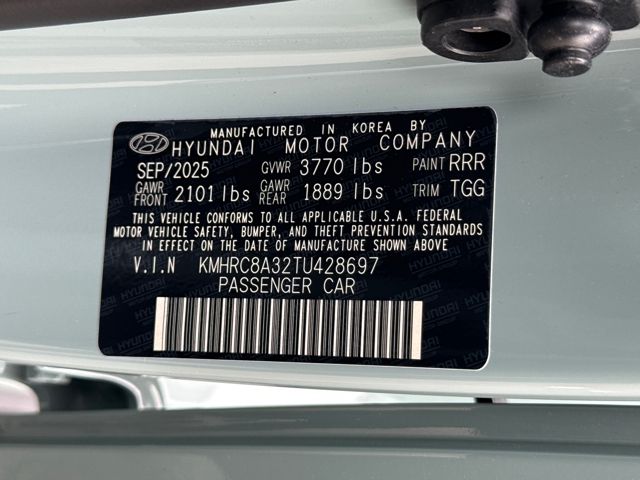 MANUFACTURED IN KOREA BY
HYUNDAI MOTOR COMPANY
SEP/2025 GVWR 3770 lbs PAINT RRR
GAWR FRONT 2101 lbs GAWR REAR 1889 lbs TRIM TGG
THIS VEHICLE CONFORMS TO ALL APPLICABLE U.S.A. FEDERAL
MOTOR VEHICLE SAFETY, BUMPER, AND THEFT PREVENTION STANDARDS
IN EFFECT ON THE DATE OF MANUFACTURE SHOWN ABOVE
V.I.N KMHRC8A32TU428697
PASSENGER CAR